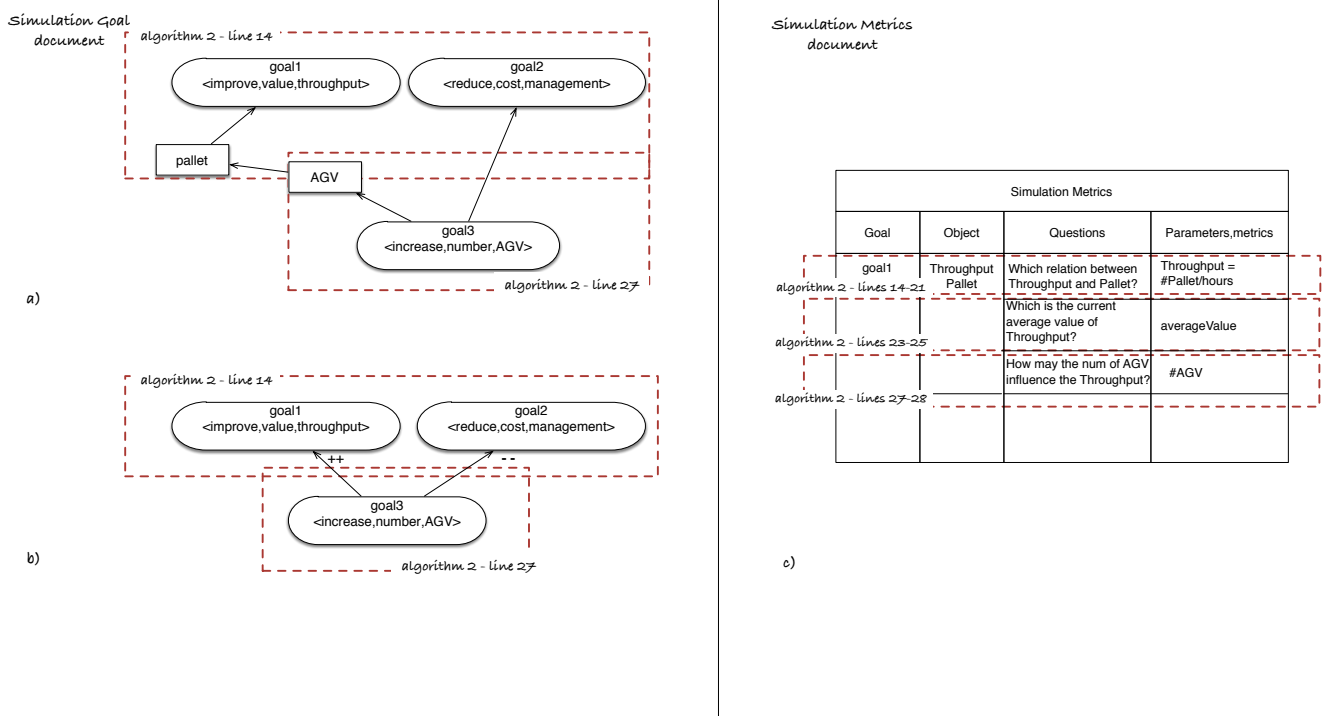 Simulation Goal
document
algorithm 2 - line 14
goal1
<improve,value,throughput>
goal2
<reduce,cost,management>
pallet
AGV
goal3
<increase,number,AGV>
algorithm 2 - line 27
a)
algorithm 2 - line 14
goal1
<improve,value,throughput>
goal2
<reduce,cost,management>
++
--
goal3
<increase,number,AGV>
algorithm 2 - line 27
b)
Simulation Metrics
document
Simulation Metrics
Goal
Object
Questions
Parameters,metrics
goal1
Throughput
Pallet
Which relation between
Throughput and Pallet?
Throughput =
#Pallet/hours
algorithm 2 - lines 14-21
Which is the current
average value of
Throughput?
averageValue
algorithm 2 - lines 23-25
How may the num of AGV
influence the Throughput?
#AGV
algorithm 2 - lines 27-28
c)